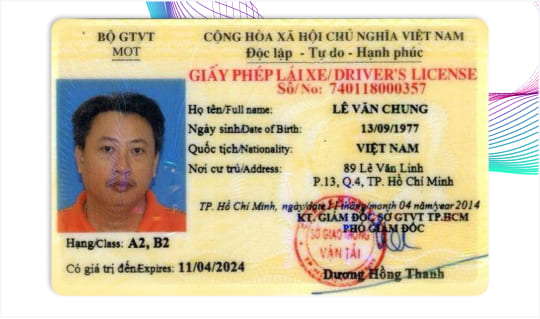 BỘ GTVT
MOT
CỘNG HÒA XÃ HỘI CHỦ NGHĨA VIỆT NAM
Độc lập - Tự do - Hạnh phúc
GIẤY PHÉP LÁI XE/DRIVER'S LICENSE
Số/No: 740118000357
Họ tên/Full name: LÊ VĂN CHUNG
Ngày sinh/Date of Birth: 13/09/1977
Quốc tịch/Nationality: VIỆT NAM
Nơi cư trú/Address: 89 Lê Văn Linh
P.13, Q.4, TP. Hồ Chí Minh
TP. Hồ Chí Minh, ngày/date 11 tháng/month 04 năm/year 2014
KT. GIÁM ĐỐC SỞ GTVT TP.HCM
PHÓ GIÁM ĐỐC
SỞ GIAO THÔNG
VẬN TẢI
Dương Hồng Thanh
Hạng/Class: A2, B2
Có giá trị đến/Expires: 11/04/2024